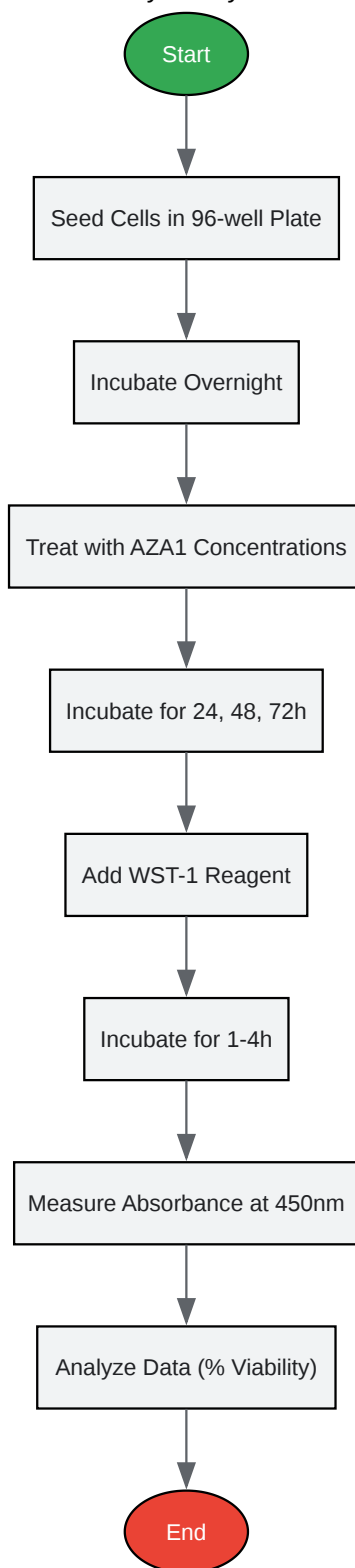 Start
Seed Cells in 96-well Plate
Incubate Overnight
Treat with AZA1 Concentrations
Incubate for 24, 48, 72h
Add WST-1 Reagent
Incubate for 1-4h
Measure Absorbance at 450nm
Analyze Data (% Viability)
End